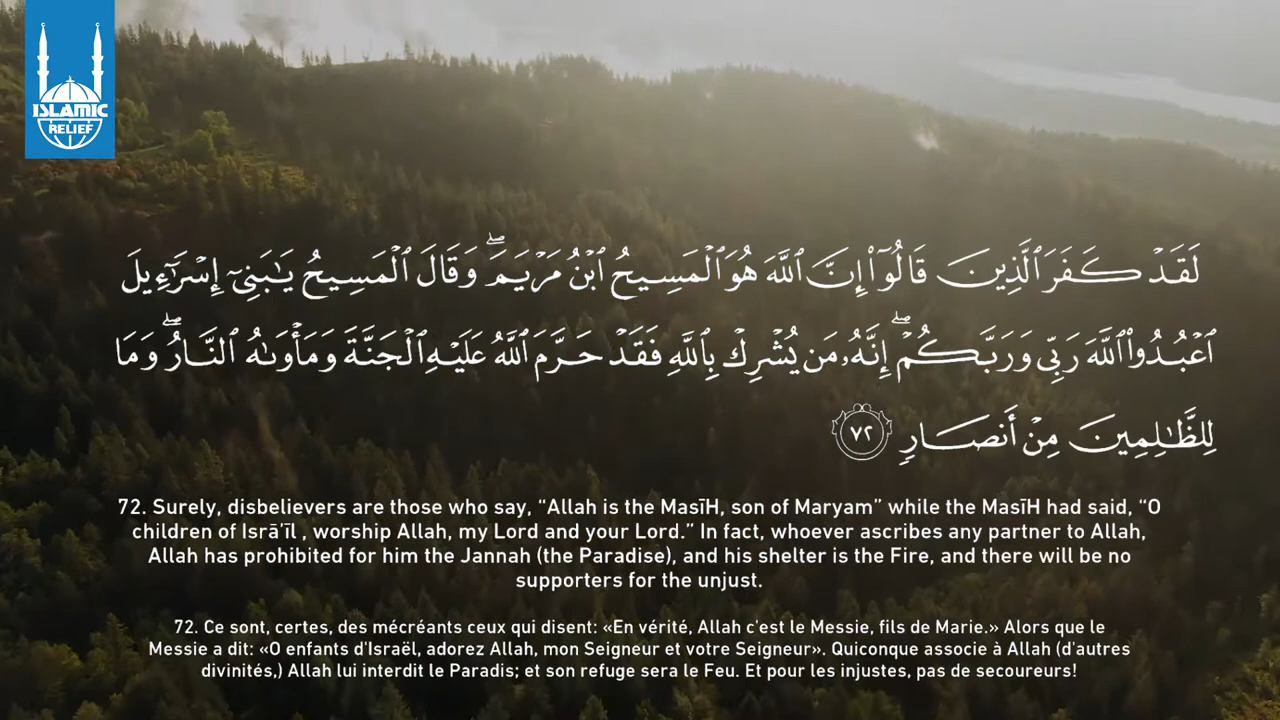 ISLAMIC
RELIEF
لَقَدْ كَفَرَ ٱلَّذِينَ قَالُوٓا۟ إِنَّ ٱللَّهَ هُوَ ٱلْمَسِيحُ ٱبْنُ مَرْيَمَ ۖ وَقَالَ ٱلْمَسِيحُ يَـٰبَنِىٓ إِسْرَٰٓءِيلَ
ٱعْبُدُوا۟ ٱللَّهَ رَبِّى وَرَبَّكُمْ ۖ إِنَّهُۥ مَن يُشْرِكْ بِٱللَّهِ فَقَدْ حَرَّمَ ٱللَّهُ عَلَيْهِ ٱلْجَنَّةَ وَمَأْوَىٰهُ ٱلنَّارُ ۖ وَمَا
لِلظَّـٰلِمِينَ مِنْ أَنصَارٍ ٧٢
72. Surely, disbelievers are those who say, “Allah is the MasīH, son of Maryam” while the MasīH had said, “O
children of Isrā’īl , worship Allah, my Lord and your Lord.” In fact, whoever ascribes any partner to Allah,
Allah has prohibited for him the Jannah (the Paradise), and his shelter is the Fire, and there will be no
supporters for the unjust.
72. Ce sont, certes, des mécréants ceux qui disent: «En vérité, Allah c'est le Messie, fils de Marie.» Alors que le
Messie a dit: «O enfants d'Israël, adorez Allah, mon Seigneur et votre Seigneur». Quiconque associe à Allah (d'autres
divinités,) Allah lui interdit le Paradis; et son refuge sera le Feu. Et pour les injustes, pas de secoureurs!